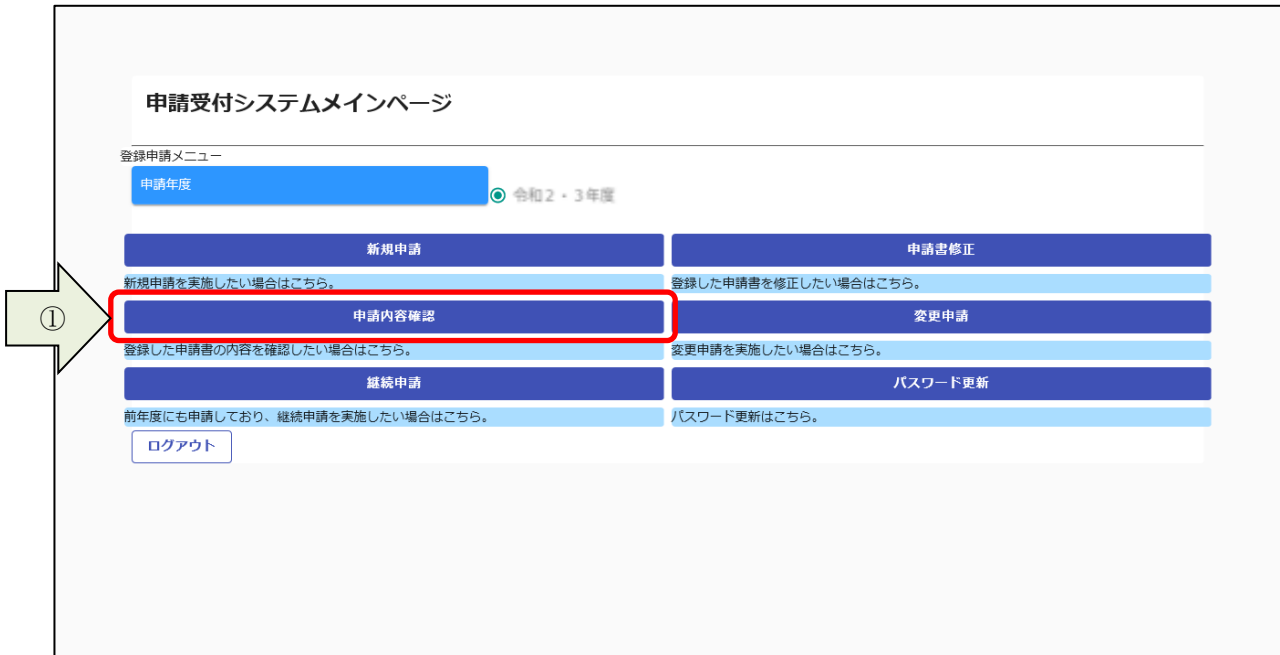 申請受付システムメインページ
登録申請メニュー
申請年度
令和2・3年度
新規申請
申請書修正
新規申請を実施したい場合はこちら。
登録した申請書を修正したい場合はこちら。
①
申請内容確認
変更申請
登録した申請書の内容を確認したい場合はこちら。
変更申請を実施したい場合はこちら。
継続申請
パスワード更新
前年度にも申請しており、継続申請を実施したい場合はこちら。
パスワード更新はこちら。
ログアウト